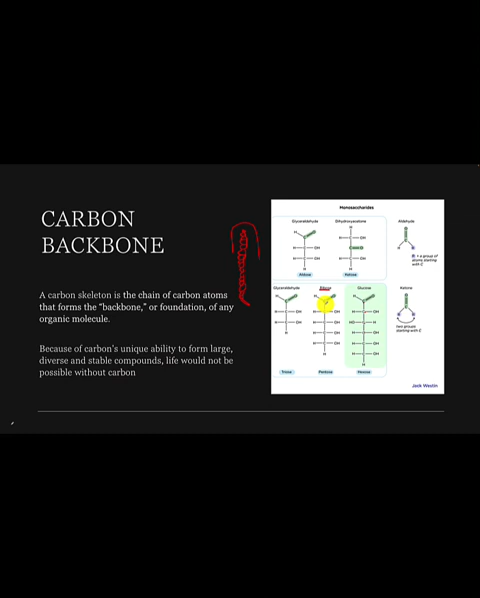 CARBON
BACKBONE
A carbon skeleton is the chain of carbon atoms
that forms the "backbone," or foundation, of any
organic molecule.
Because of carbon's unique ability to form large,
diverse and stable compounds, life would not be
possible without carbon
Monosaccharides
Glyceraldehyde
Dihydroxyacetone
Aldehyde
Aldose
Ketose
Glyceraldehyde
Ribose
Glucose
Ketone
Triose
Pentose
Hexose
Jack Westin